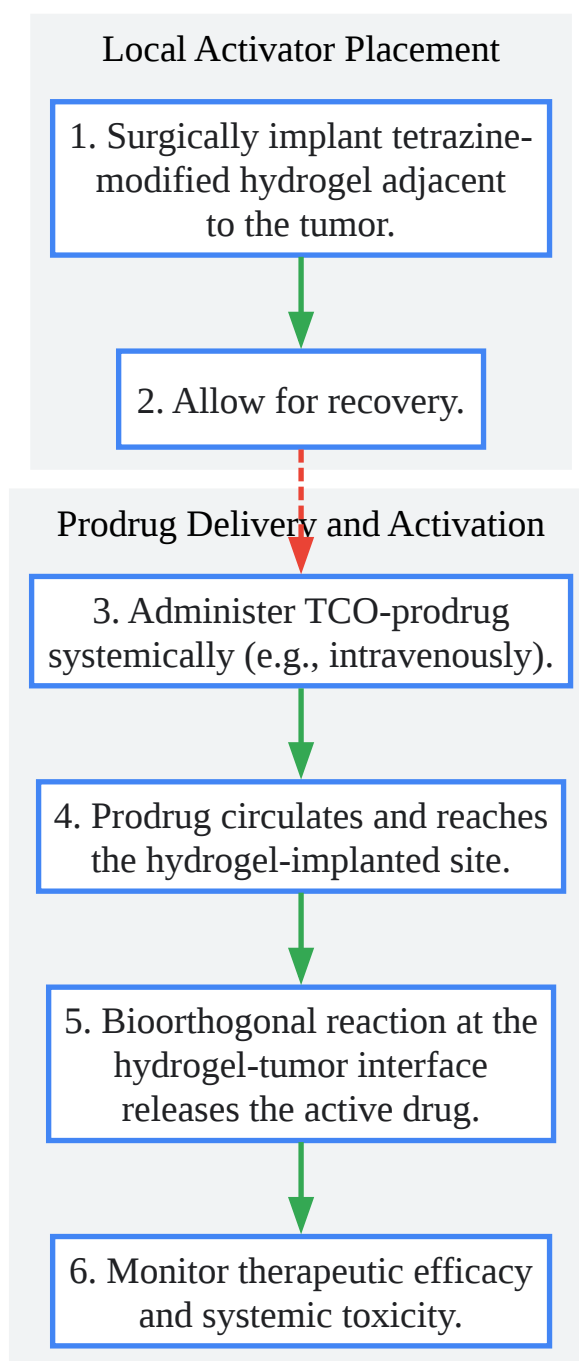 Local Activator Placement
1. Surgically implant tetrazine-
modified hydrogel adjacent
to the tumor.
2. Allow for recovery.
Prodrug Delivery and Activation
3. Administer TCO-prodrug
systemically (e.g., intravenously).
4. Prodrug circulates and reaches
the hydrogel-implanted site.
5. Bioorthogonal reaction at the
hydrogel-tumor interface
releases the active drug.
6. Monitor therapeutic efficacy
and systemic toxicity.